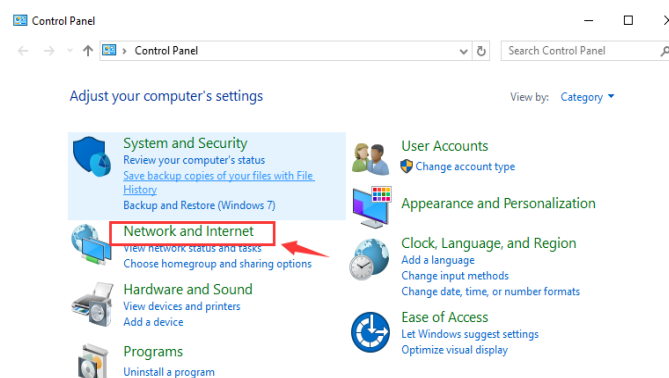 Control Panel
Control Panel
Search Control Panel
Adjust your computer's settings
View by: Category
System and Security
Review your computer's status
Save backup copies of your files with File
History
Backup and Restore (Windows 7)
Network and Internet
View network status and tasks
Choose homegroup and sharing options
Hardware and Sound
View devices and printers
Add a device
Programs
Uninstall a program
User Accounts
Change account type
Appearance and Personalization
Clock, Language, and Region
Add a language
Change input methods
Change date, time, or number formats
Ease of Access
Let Windows suggest settings
Optimize visual display